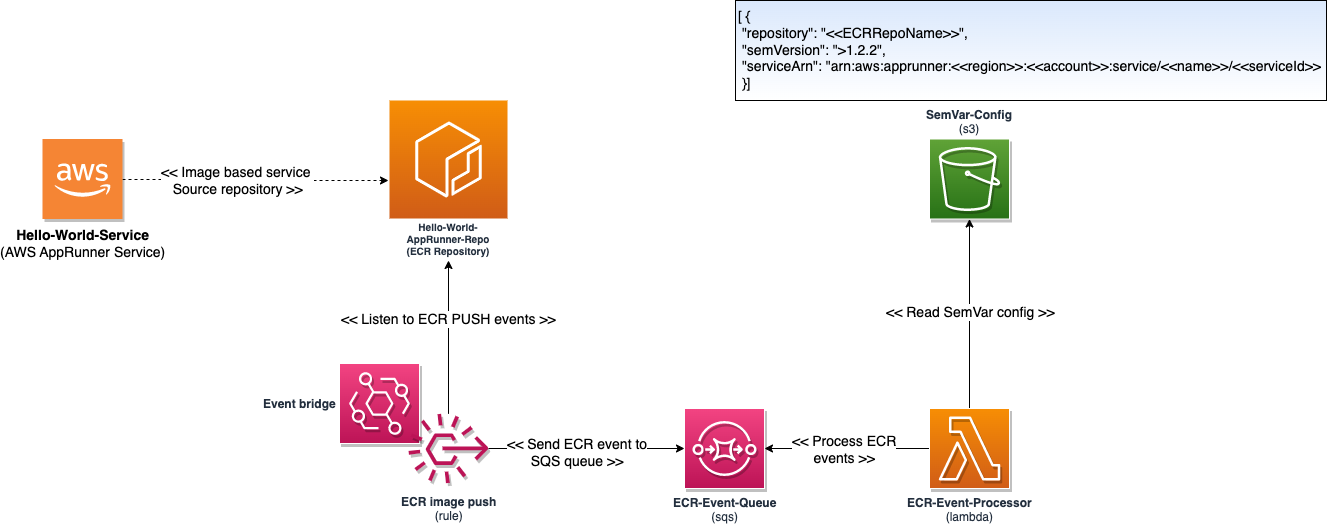 [ {
"repository": "<<ECRRepoName>>",
"semVersion": ">1.2.2",
"serviceArn": "arn:aws:apprunner:<<region>>:<<account>>:service/<<name>>/<<serviceId>>
}]
SemVar-Config
(s3)
aws
<< Image based service
Source repository >>
Hello-World-Service
(AWS AppRunner Service)
Hello-World-
AppRunner-Repo
(ECR Repository)
<< Listen to ECR PUSH events >>
<< Read SemVar config >>
Event bridge
<< Send ECR event to
SQS queue >>
<< Process ECR
events >>
ECR image push
(rule)
ECR-Event-Queue
(sqs)
ECR-Event-Processor
(lambda)